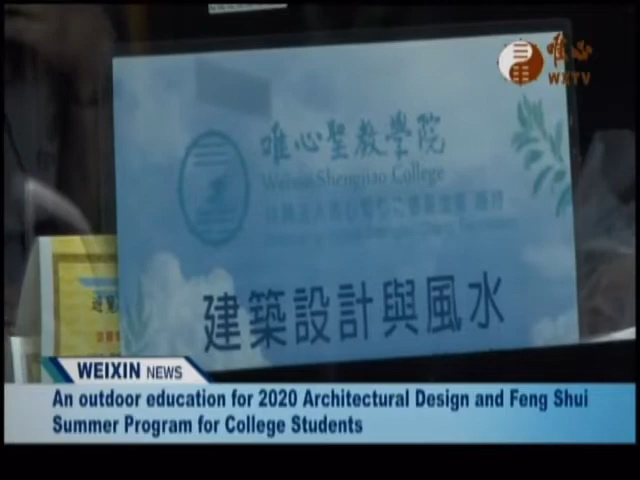 唯心
WXTV
唯心聖教學院
Weixin Shengjiao College
建築設計與風水
WEIXIN NEWS
An outdoor education for 2020 Architectural Design and Feng Shui
Summer Program for College Students